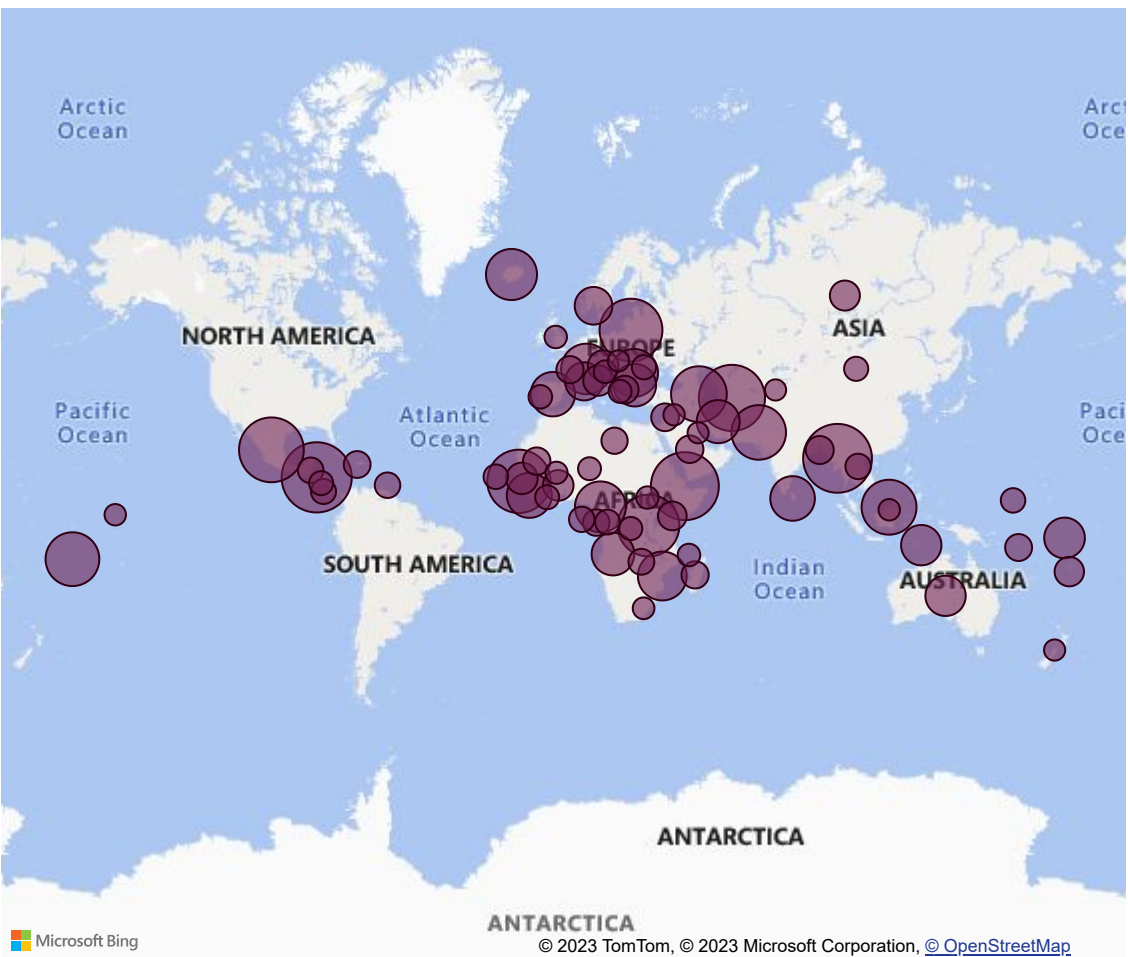 Arctic
Ocean
Arct
Oce
NORTH AMERICA
EUROPE
ASIA
Pacific
Ocean
Atlantic
Ocean
Paci
Oce
AFRICA
SOUTH AMERICA
Indian
Ocean
AUSTRALIA
ANTARCTICA
ANTARCTICA
Microsoft Bing
© 2023 TomTom, © 2023 Microsoft Corporation, © OpenStreetMap